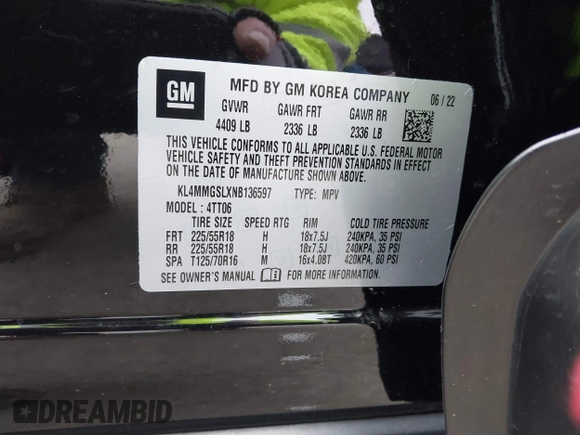 GM
MFD BY GM KOREA COMPANY 06 / 22
GVWR GAWR FRT GAWR RR
4409 LB 2336 LB 2336 LB
THIS VEHICLE CONFORMS TO ALL APPLICABLE U.S. FEDERAL MOTOR
VEHICLE SAFETY AND THEFT PREVENTION STANDARDS IN EFFECT
ON THE DATE OF MANUFACTURE SHOWN ABOVE.
KL4MMGSLXNB136597 TYPE: MPV
MODEL: 4TT06
TIRE SIZE SPEED RTG RIM COLD TIRE PRESSURE
FRT 225/55R18 H 18x7.5J 240KPA, 35 PSI
RR 225/55R18 H 18x7.5J 240KPA, 35 PSI
SPA T125/70R16 M 16x4.0BT 420KPA, 60 PSI
SEE OWNER'S MANUAL FOR MORE INFORMATION.
DREAMBID